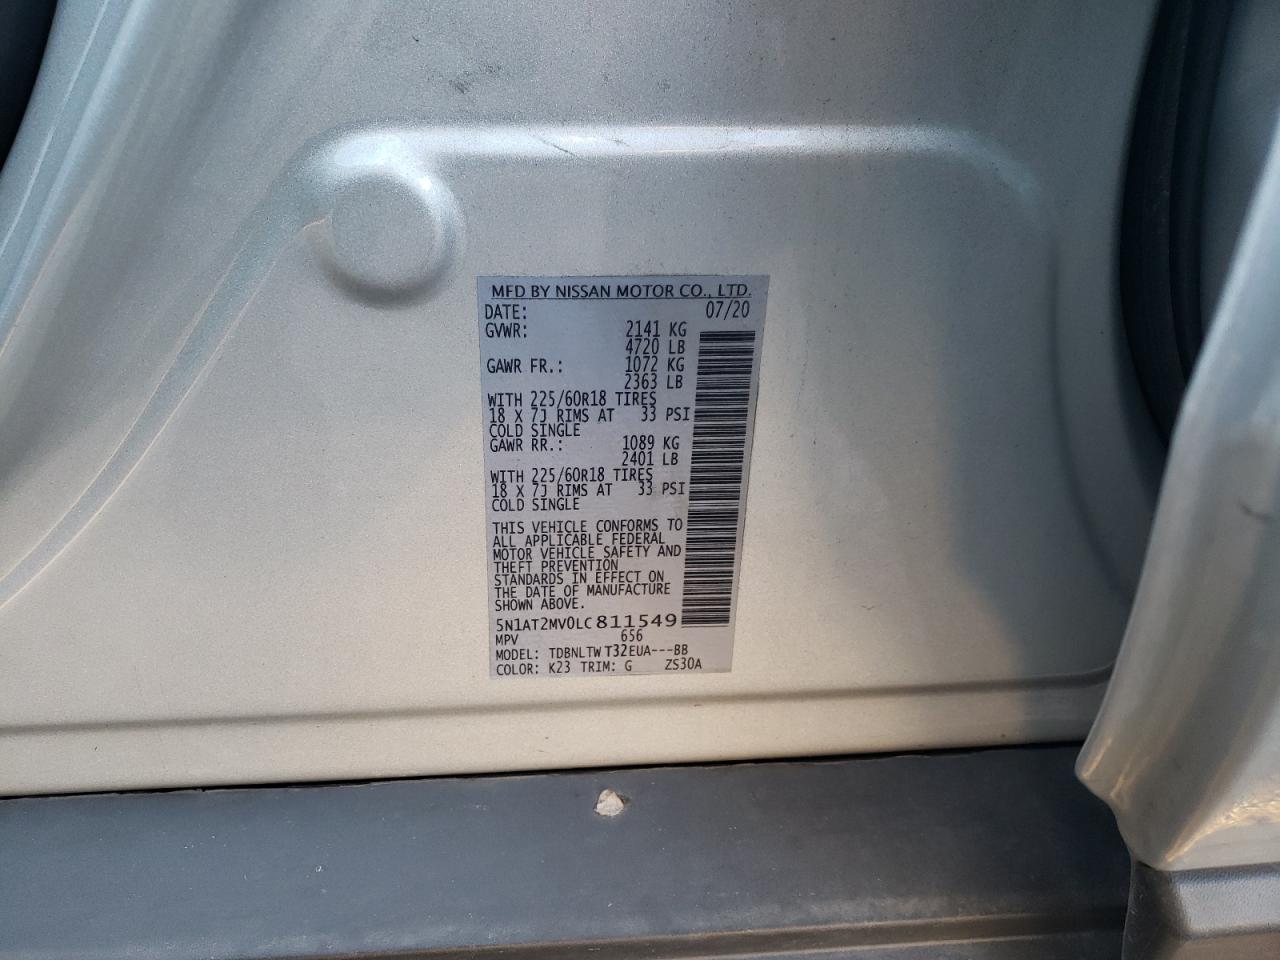 MFD BY NISSAN MOTOR CO., LTD.
DATE: 07/20
GVWR: 2141 KG
4720 LB
GAWR FR.: 1072 KG
2363 LB
WITH 225/60R18 TIRES
18 X 7J RIMS AT 33 PSI
COLD SINGLE
GAWR RR.: 1089 KG
2401 LB
WITH 225/60R18 TIRES
18 X 7J RIMS AT 33 PSI
COLD SINGLE
THIS VEHICLE CONFORMS TO
ALL APPLICABLE FEDERAL
MOTOR VEHICLE SAFETY AND
THEFT PREVENTION
STANDARDS IN EFFECT ON
THE DATE OF MANUFACTURE
SHOWN ABOVE.
5N1AT2MV0LC811549
MPV 656
MODEL: TDBNLTW T32EUA---BB
COLOR: K23 TRIM: G ZS30A